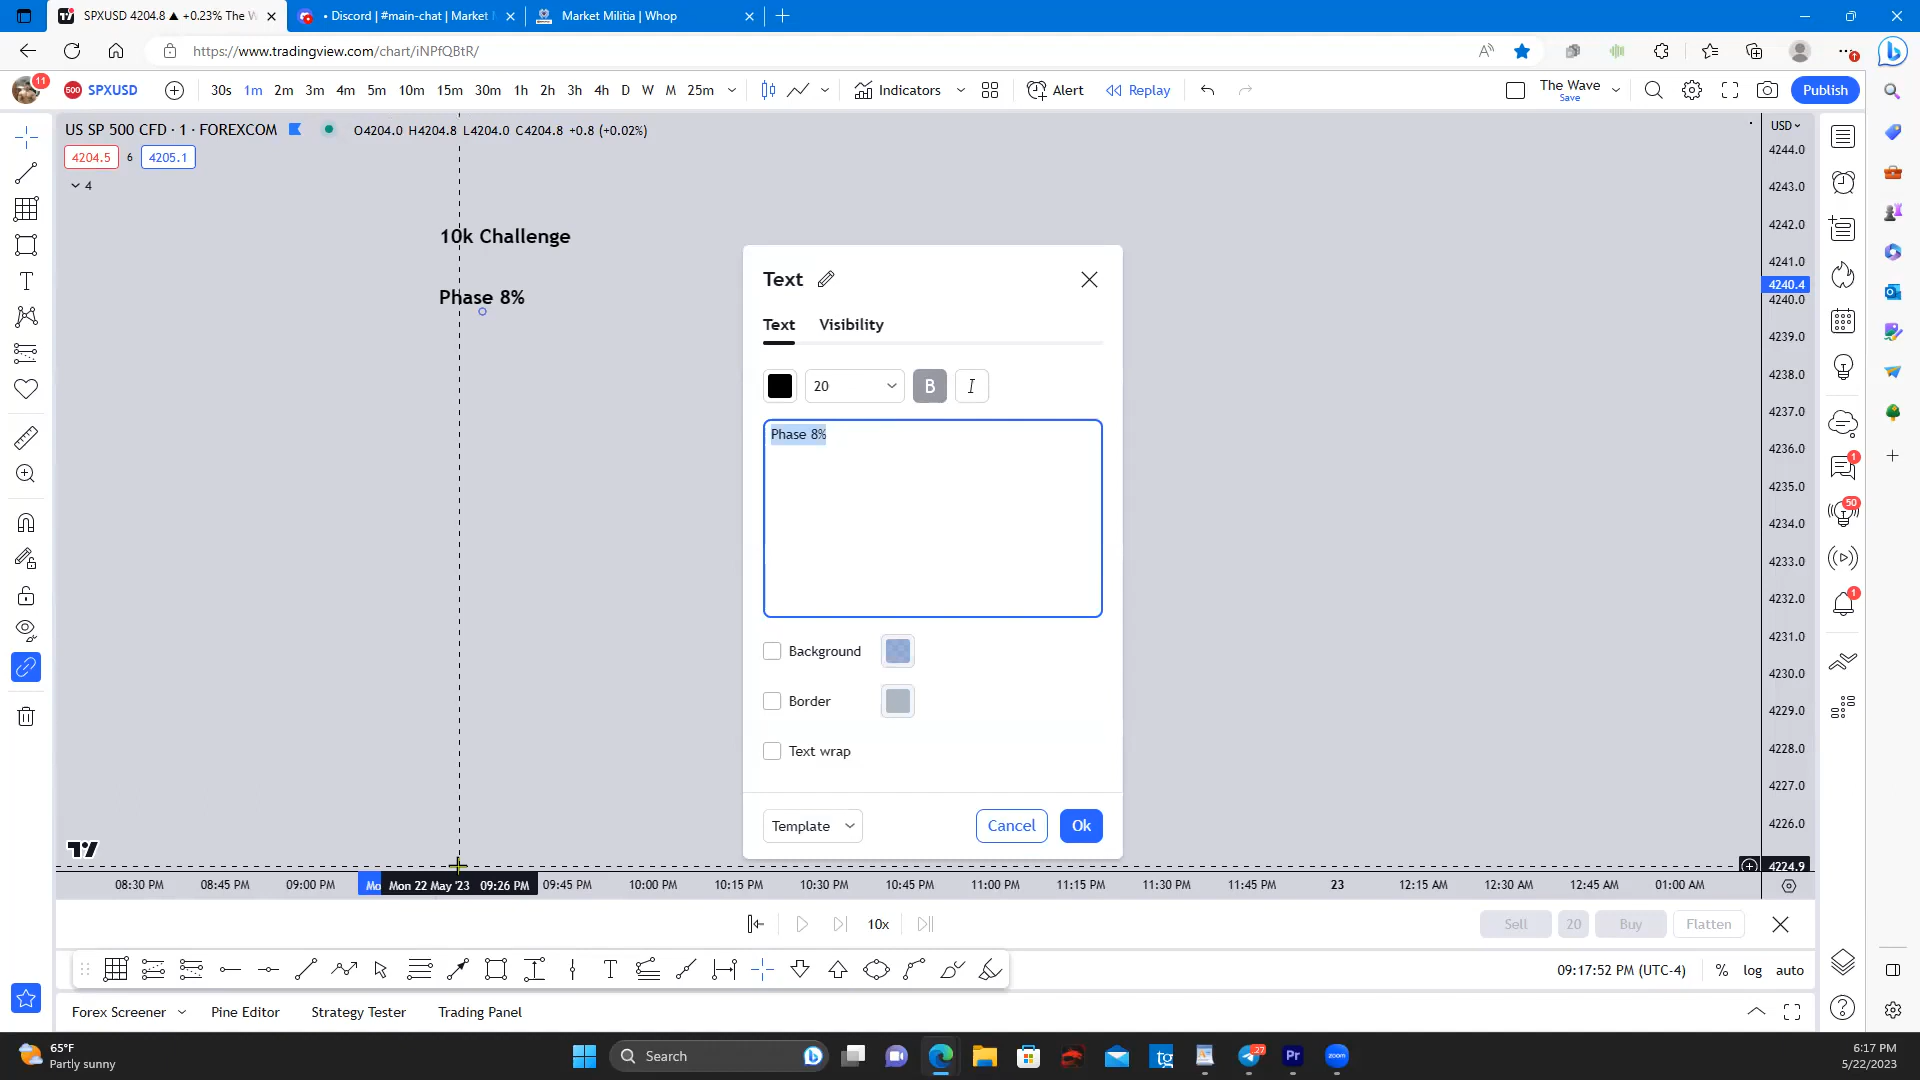 SPXUSD 4204.8 ▲ +0.23% The W
• Discord | #main-chat | Market
Market Militia | Whop
https://www.tradingview.com/chart/iNPfQBtR/
11
500 SPXUSD
30s 1m 2m 3m 4m 5m 10m 15m 30m 1h 2h 3h 4h D W M 25m
Indicators
Alert
Replay
The Wave
Save
Publish
US SP 500 CFD · 1 · FOREXCOM
O4204.0 H4204.8 L4204.0 C4204.8 +0.8 (+0.02%)
4204.5 6 4205.1
4
USD
4244.0
4243.0
4242.0
4241.0
4240.4
4240.0
4239.0
4238.0
4237.0
4236.0
4235.0
4234.0
4233.0
4232.0
4231.0
4230.0
4229.0
4228.0
4227.0
4226.0
4224.9
10k Challenge
Phase 8%
Text
Text Visibility
20 B I
Phase 8%
Background
Border
Text wrap
Template Cancel Ok
1
50
1
08:30 PM 08:45 PM 09:00 PM Mo Mon 22 May '23 09:26 PM 09:45 PM 10:00 PM 10:15 PM 10:30 PM 10:45 PM 11:00 PM 11:15 PM 11:30 PM 11:45 PM 23 12:15 AM 12:30 AM 12:45 AM 01:00 AM
10x
Sell 20 Buy Flatten
T
09:17:52 PM (UTC-4) % log auto
Forex Screener Pine Editor Strategy Tester Trading Panel
65°F
Partly sunny
Search
tg
27
Pr
zoom
6:17 PM
5/22/2023